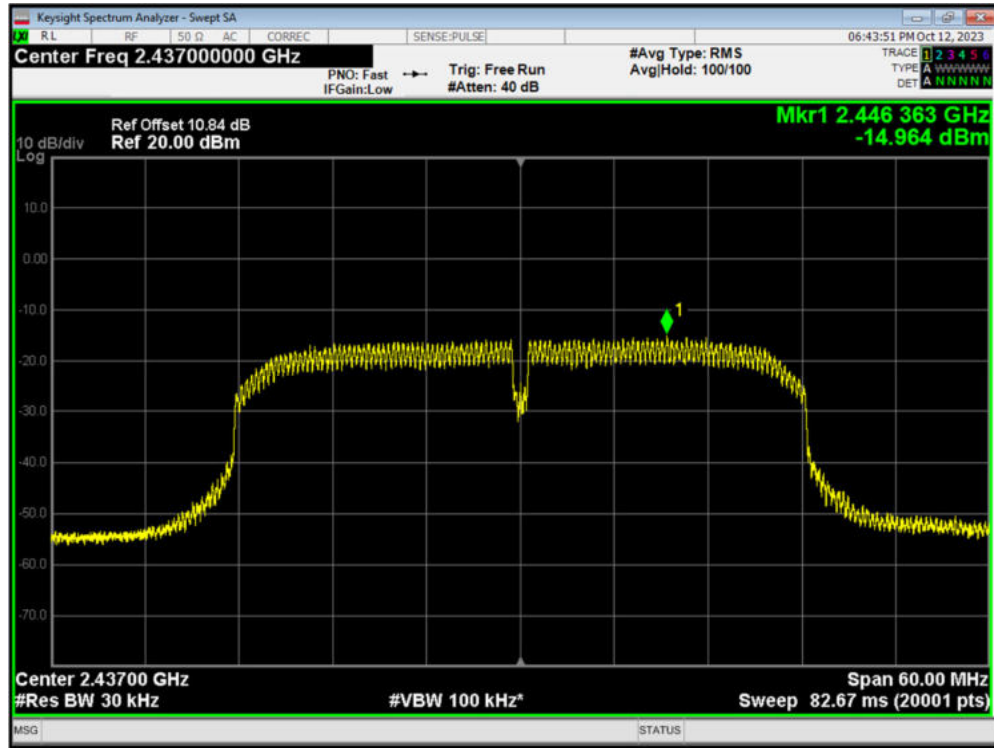 Keysight Spectrum Analyzer - Swept SA
LXI RL RF 50 Ω AC CORREC SENSE:PULSE 06:43:51 PM Oct 12, 2023
Center Freq 2.437000000 GHz #Avg Type: RMS TRACE 1 2 3 4 5 6
PNO: Fast Trig: Free Run Avg|Hold: 100/100 TYPE A WWWWW
IFGain:Low #Atten: 40 dB DET A N N N N N
Mkr1 2.446 363 GHz
Ref Offset 10.84 dB -14.964 dBm
10 dB/div Ref 20.00 dBm
Log
10.0
0.00
1
-10.0
-20.0
-30.0
-40.0
-50.0
-60.0
-70.0
Center 2.43700 GHz Span 60.00 MHz
#Res BW 30 kHz #VBW 100 kHz* Sweep 82.67 ms (20001 pts)
MSG STATUS